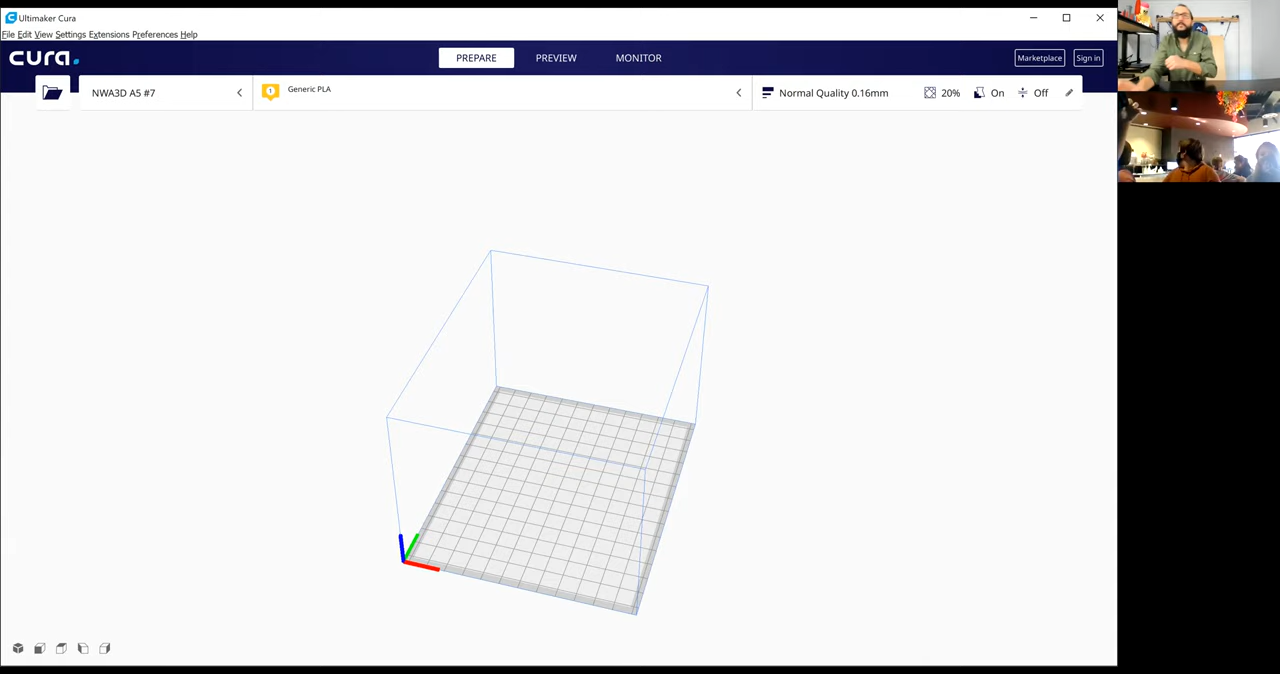 Ultimaker Cura
File Edit View Settings Extensions Preferences Help
cura.
PREPARE
PREVIEW
MONITOR
Marketplace
Sign in
NWA3D A5 #7
1
Generic PLA
Normal Quality 0.16mm
20%
On
Off